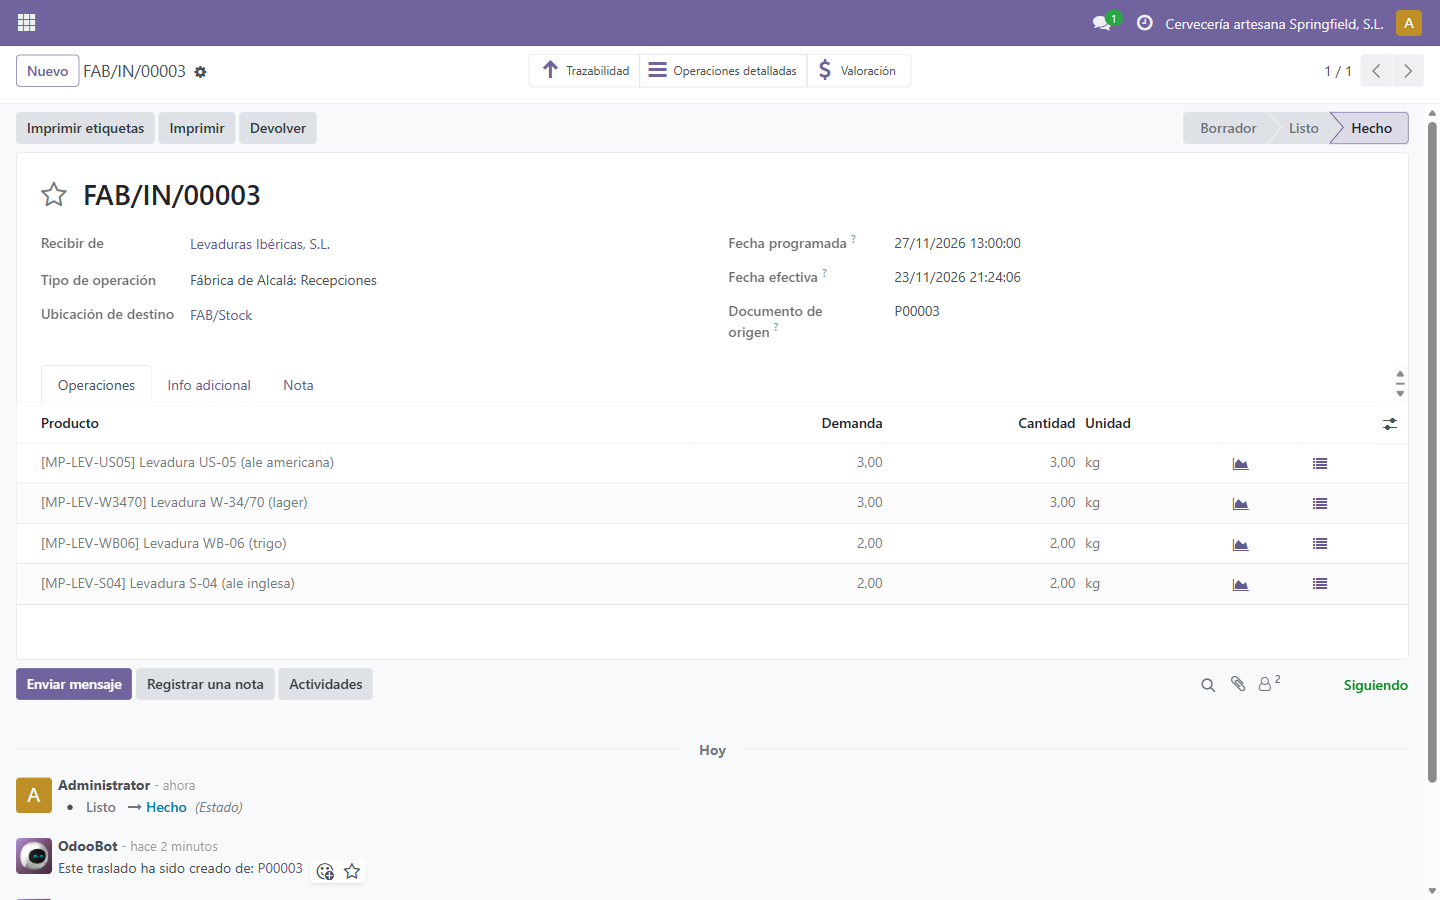 1
Cervecería artesana Springfield, S.L.
A
Nuevo
FAB/IN/00003
Trazabilidad
Operaciones detalladas
Valoración
1 / 1
Imprimir etiquetas
Imprimir
Devolver
Borrador
Listo
Hecho
FAB/IN/00003
Recibir de
Levaduras Ibéricas, S.L.
Tipo de operación
Fábrica de Alcalá: Recepciones
Ubicación de destino
FAB/Stock
Fecha programada ?
27/11/2026 13:00:00
Fecha efectiva ?
23/11/2026 21:24:06
Documento de
origen ?
P00003
Operaciones
Info adicional
Nota
Producto Demanda Cantidad Unidad
[MP-LEV-US05] Levadura US-05 (ale americana) 3,00 3,00 kg
[MP-LEV-W3470] Levadura W-34/70 (lager) 3,00 3,00 kg
[MP-LEV-WB06] Levadura WB-06 (trigo) 2,00 2,00 kg
[MP-LEV-S04] Levadura S-04 (ale inglesa) 2,00 2,00 kg
Enviar mensaje
Registrar una nota
Actividades
2
Siguiendo
Hoy
A
Administrator - ahora
• Listo → Hecho (Estado)
OdooBot - hace 2 minutos
Este traslado ha sido creado de: P00003